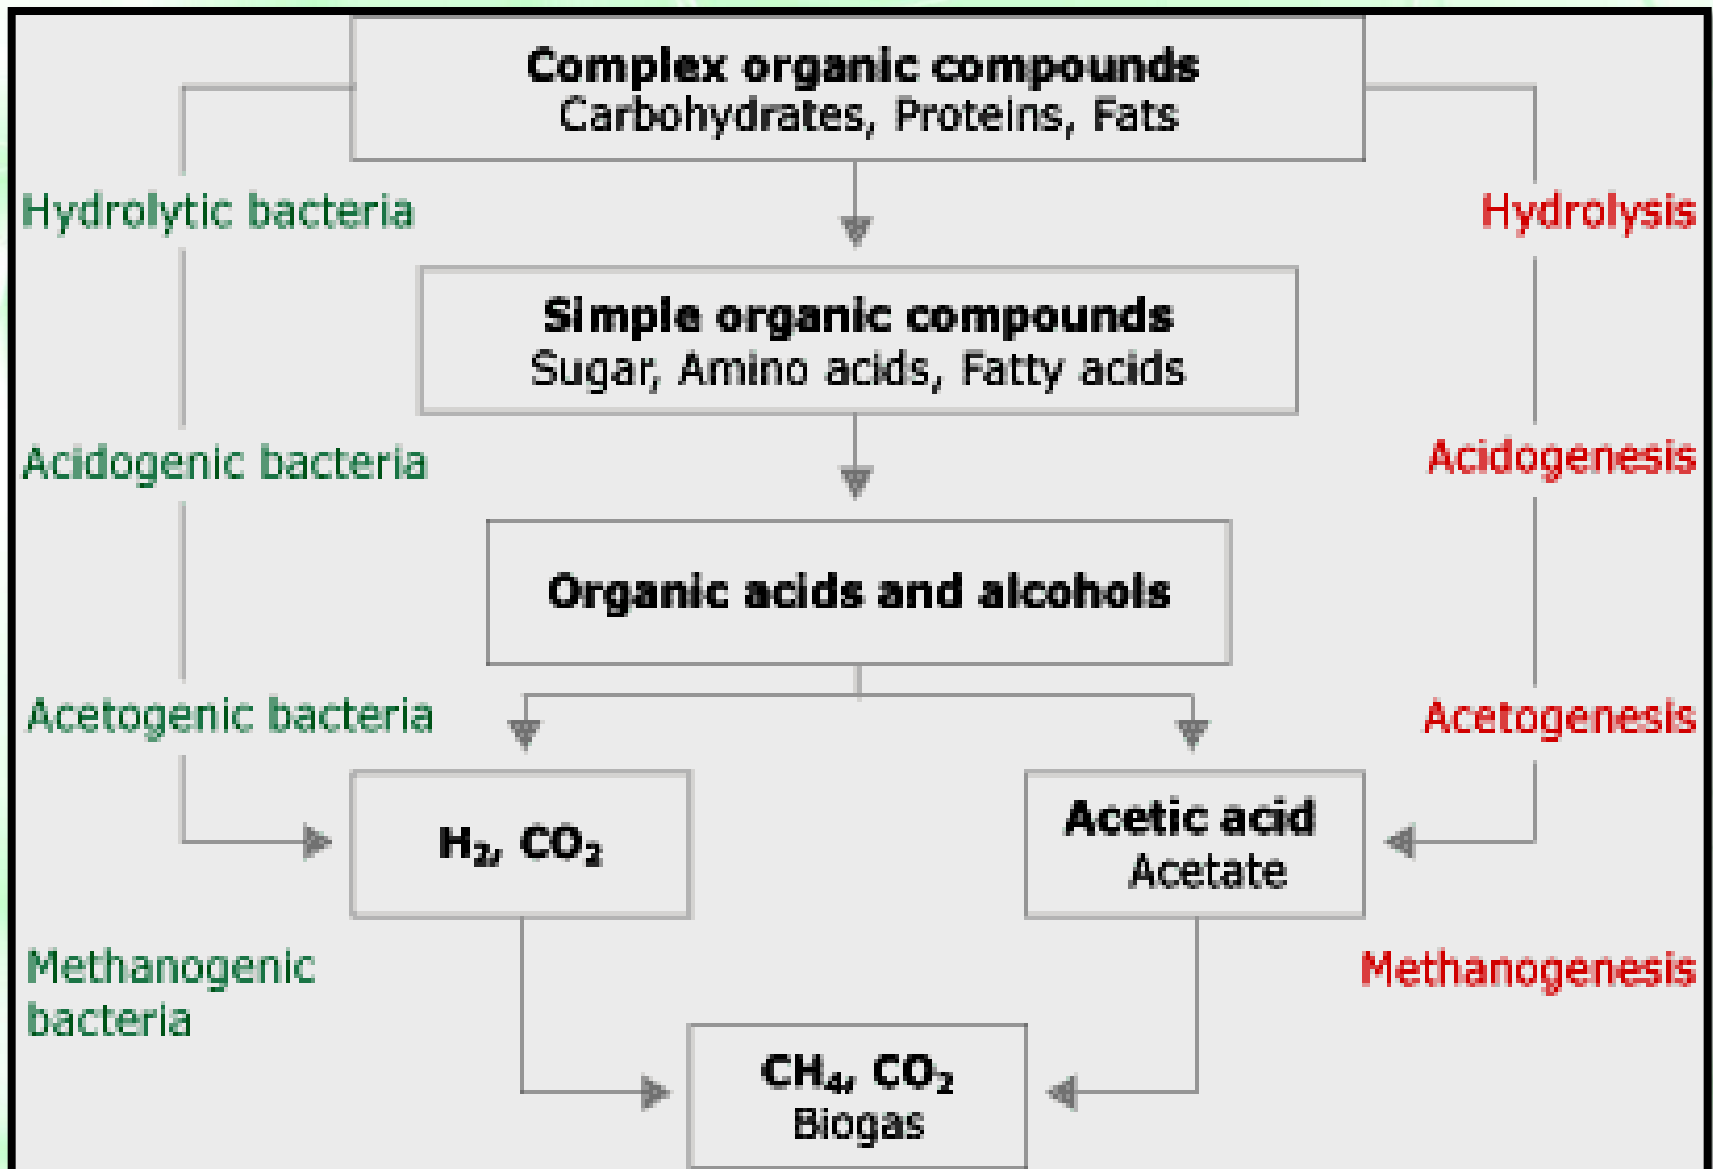 Complex organic compounds
Carbohydrates, Proteins, Fats
Hydrolytic bacteria
Hydrolysis
Simple organic compounds
Sugar, Amino acids, Fatty acids
Acidogenic bacteria
Acidogenesis
Organic acids and alcohols
Acetogenic bacteria
Acetogenesis
H₂, CO₂
Acetic acid
Acetate
Methanogenic
bacteria
Methanogenesis
CH₄, CO₂
Biogas